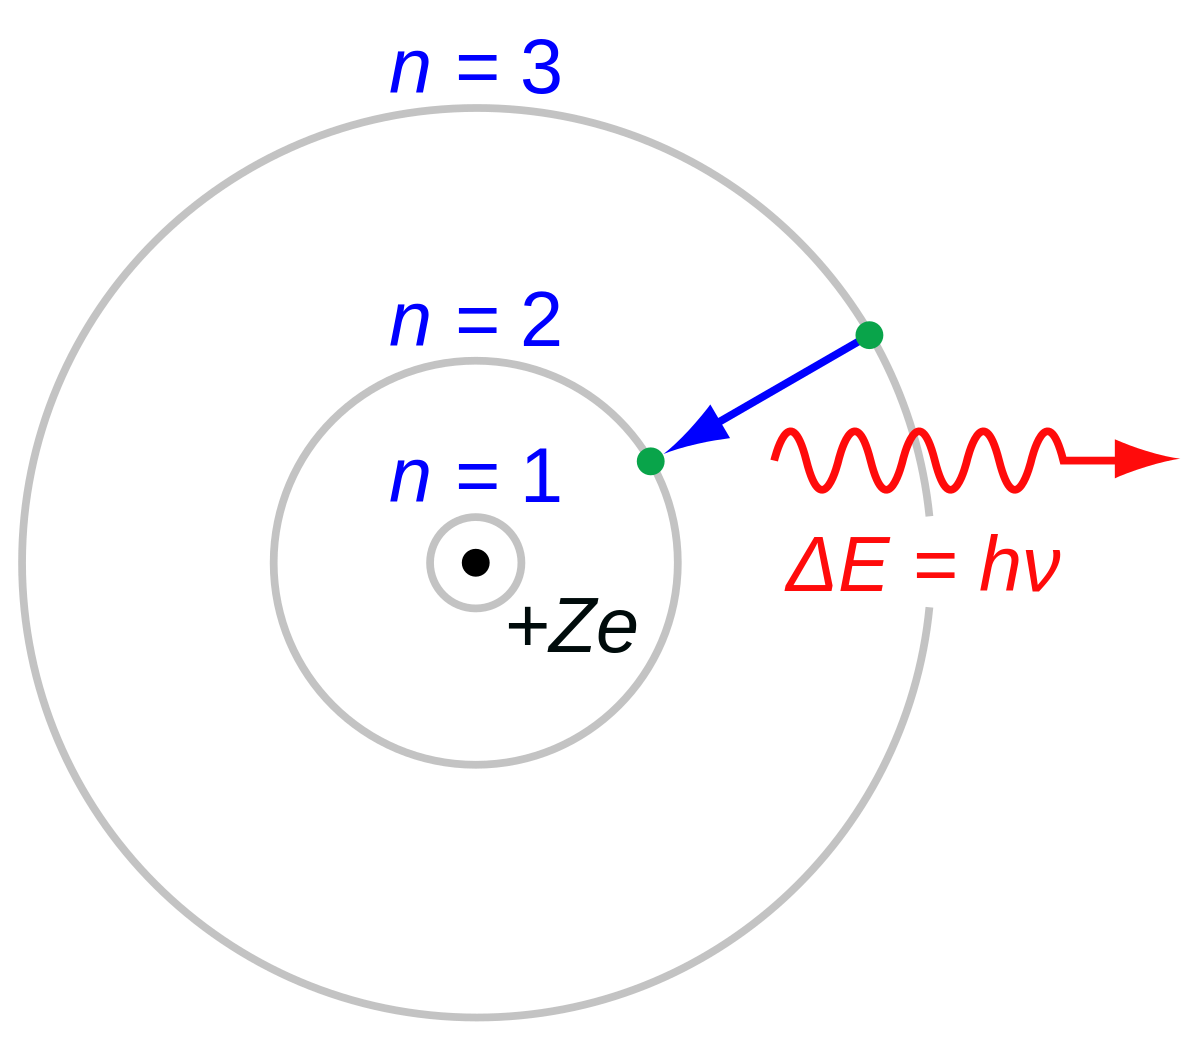 n = 3
n = 2
n = 1
+Ze
ΔE = hν